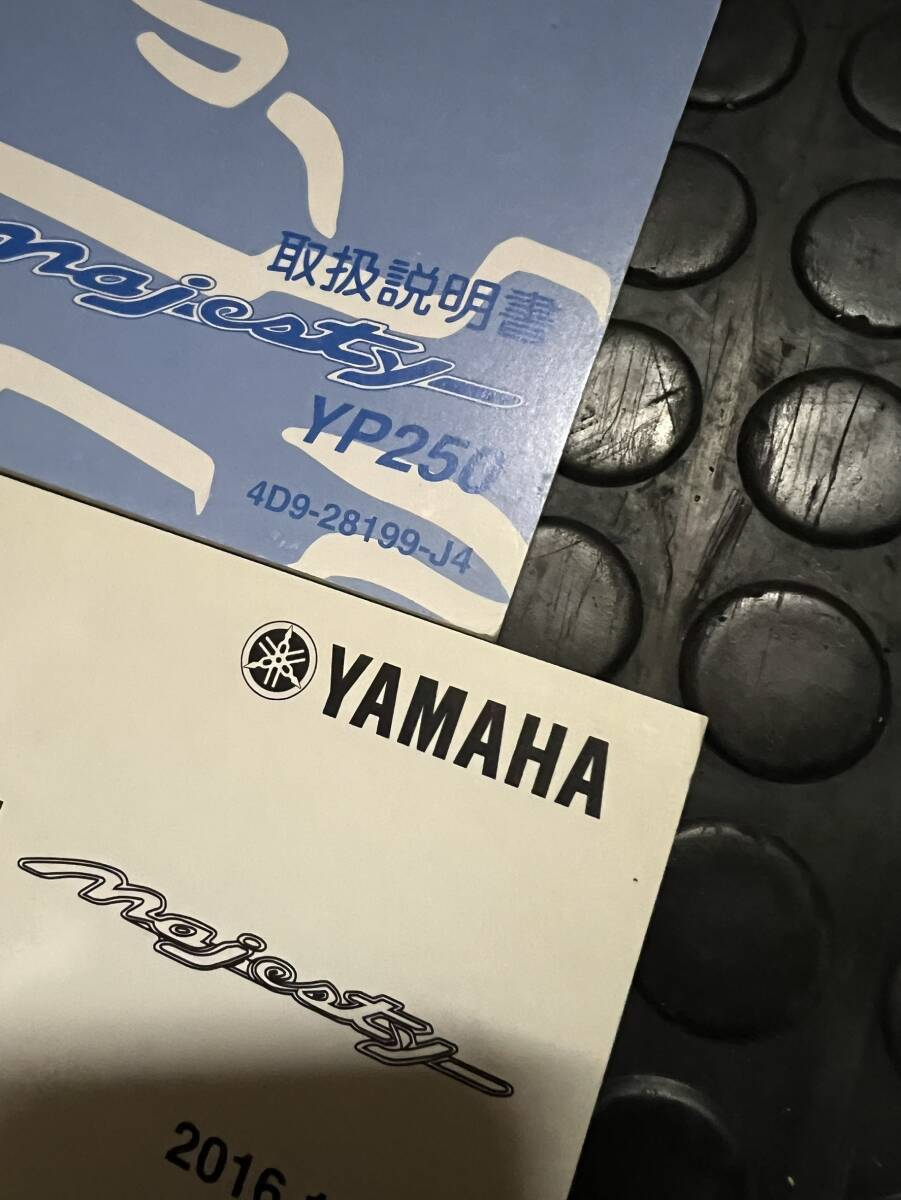 取扱説明書
majesty
YP250
4D9-28199-J4
YAMAHA
majesty
2016.